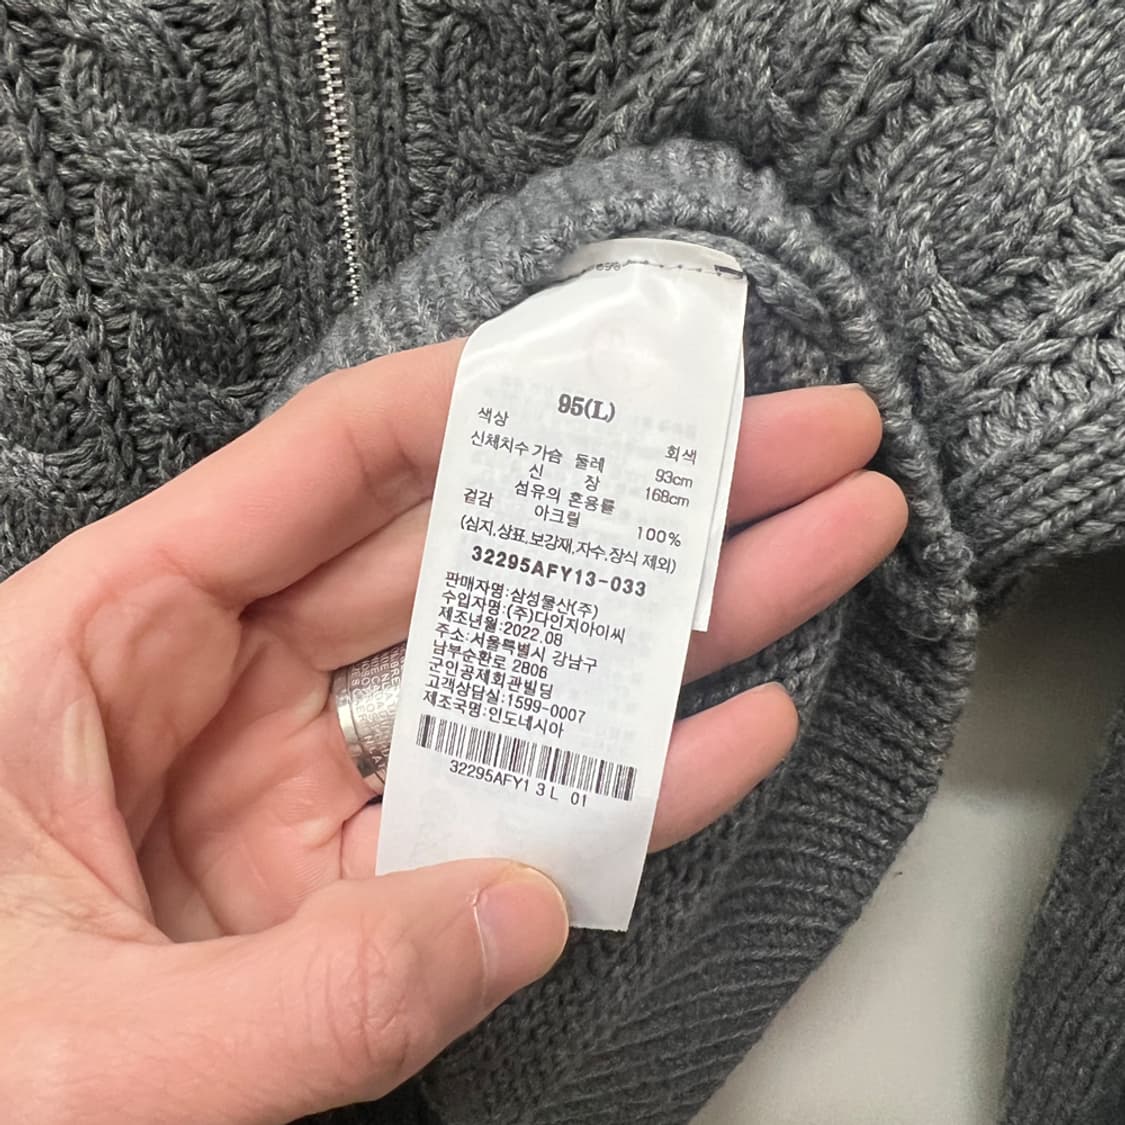 95(L)
색상 회색
신체치수 가슴 둘레 93cm
신 장 168cm
섬유의 혼용률
겉감 아크릴 100%
(심지,상표,보강재,자수,장식 제외)
32295AFY13-033
판매자명:삼성물산(주)
수입자명:(주)다인지아이씨
제조년월:2022.08
주소:서울특별시 강남구
남부순환로 2806
군인공제회관빌딩
고객상담실:1599-0007
제조국명:인도네시아
32295AFY13L 01